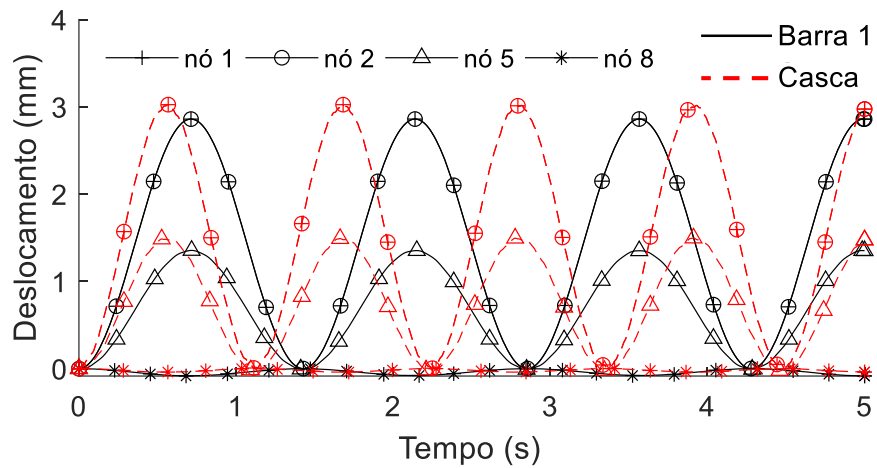 4
3
2
1
0
Deslocamento (mm)
nó 1
nó 2
nó 5
nó 8
Barra 1
Casca
0
1
2
3
4
5
Tempo (s)